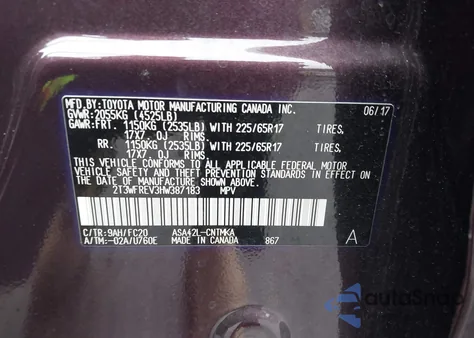 MFD.BY: TOYOTA MOTOR MANUFACTURING CANADA INC. 06/17
GVWR: 2055KG (4525LB)
GAWR: FRT. 1150KG (2535LB) WITH 225/65R17 TIRES,
17X7.0J RIMS,
RR. 1150KG (2535LB) WITH 225/65R17 TIRES,
17X7.0J RIMS,
THIS VEHICLE CONFORMS TO ALL APPLICABLE FEDERAL MOTOR
VEHICLE SAFETY AND THEFT PREVENTION STANDARDS IN
EFFECT ON THE DATE OF MANUFACTURE SHOWN ABOVE.
2T3WFREV3HW387183 MPV
C/TR:9AH/FC20 ASA42L-CNTMKA
A/TM:-02A/U760E MADE IN CANADA 867 A
autoSnap